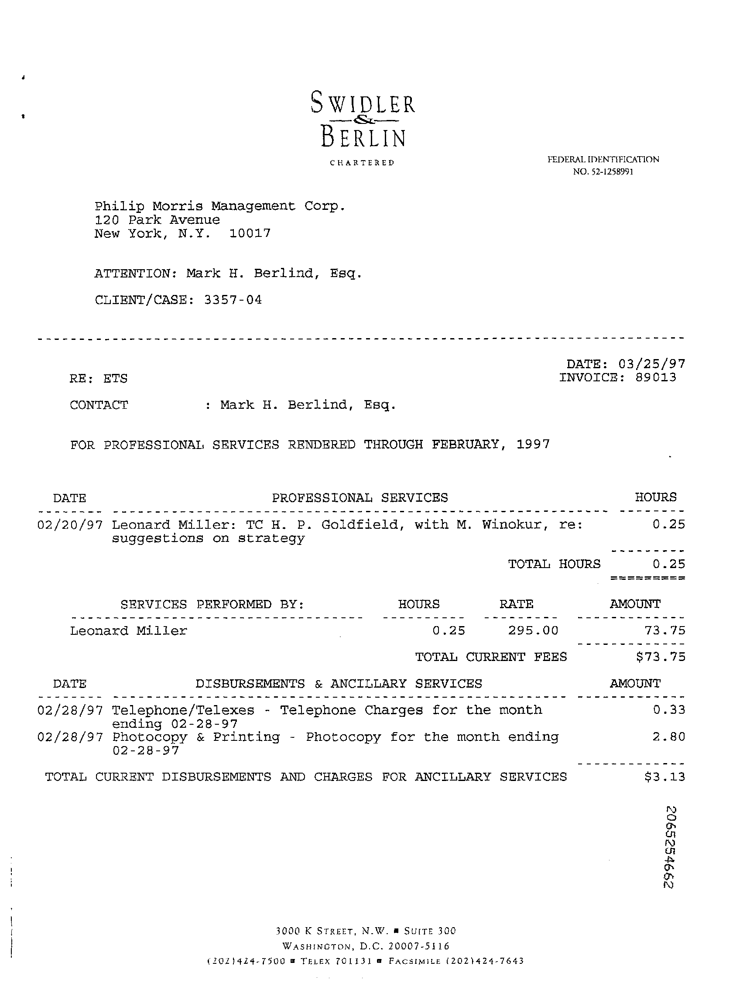 SWIDLER
&
BERLIN
CHARTERED
FEDERAL IDENTIFICATION
NO. 52-1258991
Philip Morris Management Corp.
120 Park Avenue
New York, N.Y. 10017
ATTENTION: Mark H. Berlind, Esq.
CLIENT/CASE: 3357-04
DATE: 03/25/97
RE: ETS INVOICE: 89013
CONTACT : Mark H. Berlind, Esq.
FOR PROFESSIONAL SERVICES RENDERED THROUGH FEBRUARY, 1997
DATE PROFESSIONAL SERVICES HOURS
02/20/97 Leonard Miller: TC H. P. Goldfield, with M. Winokur, re: 0.25
suggestions on strategy
TOTAL HOURS 0.25
SERVICES PERFORMED BY: HOURS RATE AMOUNT
Leonard Miller 0.25 295.00 73.75
TOTAL CURRENT FEES $73.75
DATE DISBURSEMENTS & ANCILLARY SERVICES AMOUNT
02/28/97 Telephone/Telexes - Telephone Charges for the month 0.33
ending 02-28-97
02/28/97 Photocopy & Printing - Photocopy for the month ending 2.80
02-28-97
TOTAL CURRENT DISBURSEMENTS AND CHARGES FOR ANCILLARY SERVICES $3.13
2065254662
3000 K STREET, N.W. ■ SUITE 300
WASHINGTON, D.C. 20007-5116
(202)424-7500 ■ TELEX 701131 ■ FACSIMILE (202)424-7643